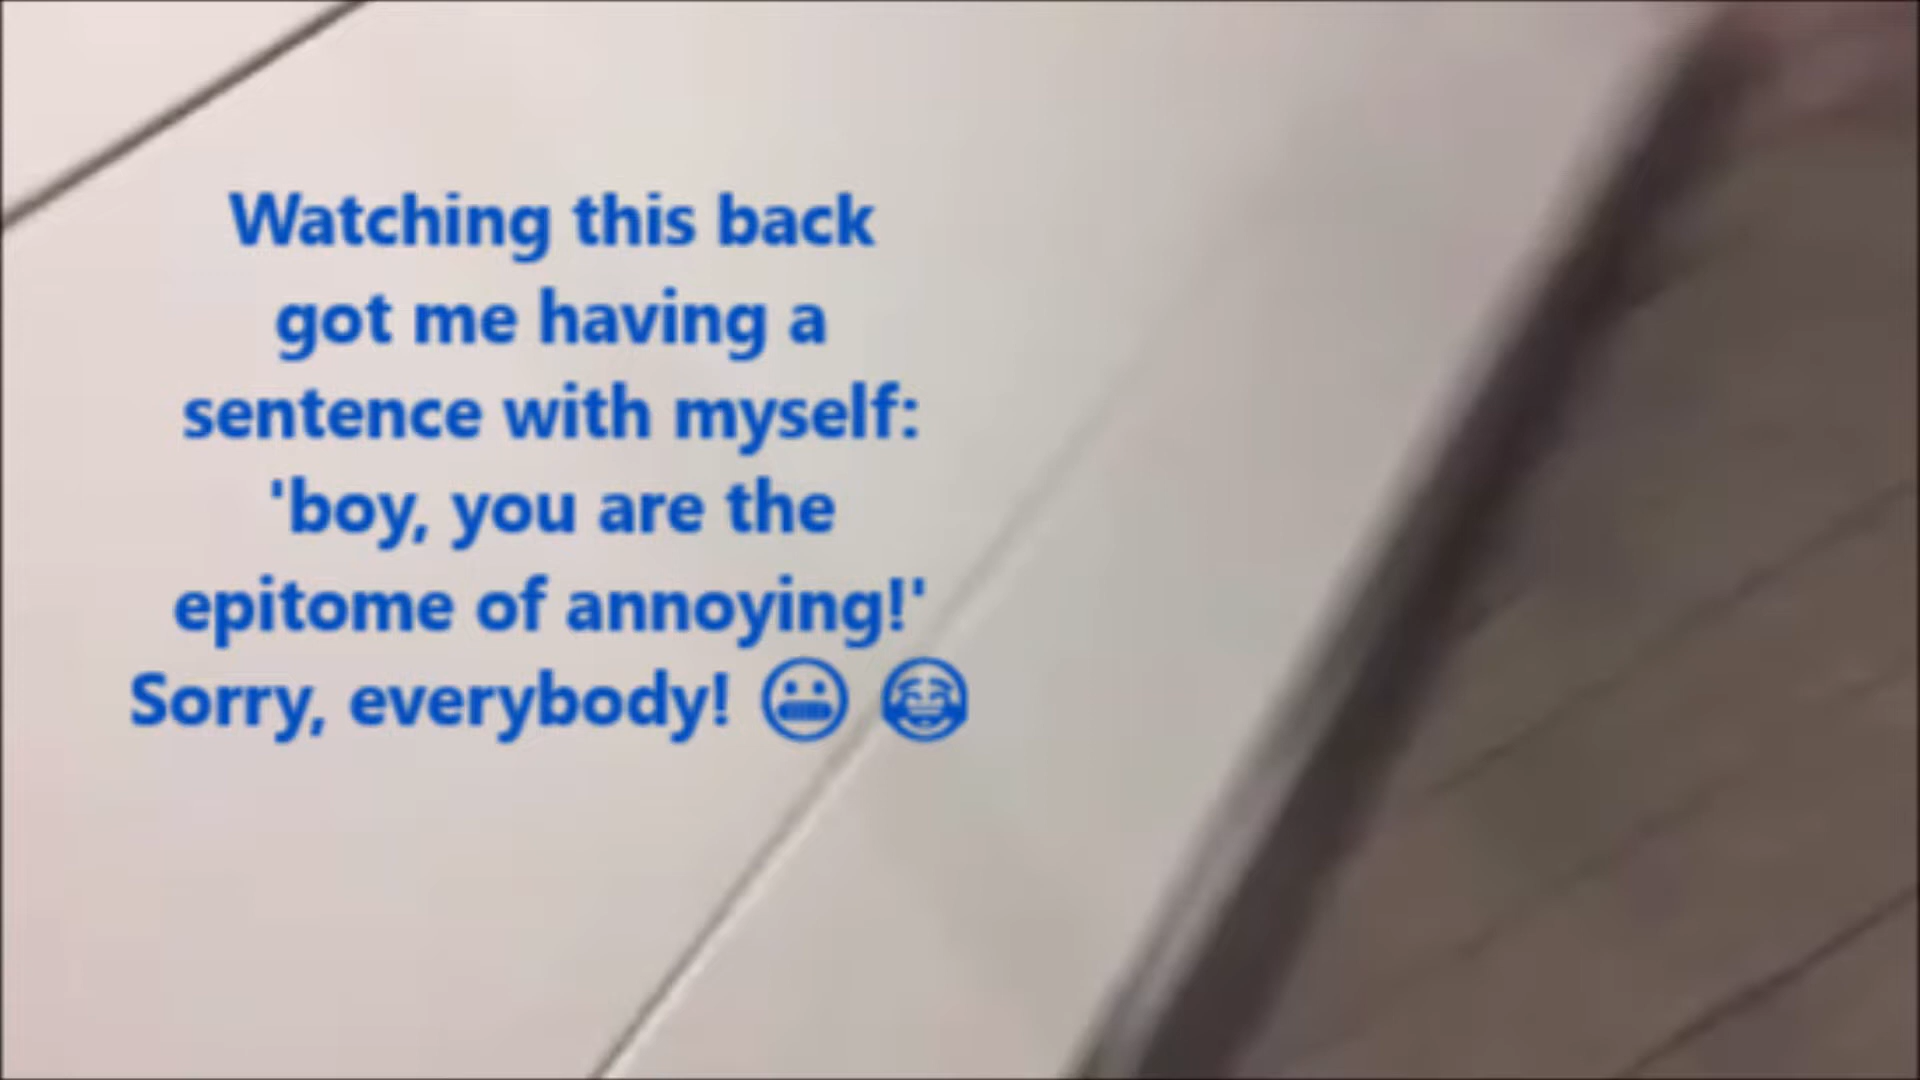 Watching this back
got me having a
sentence with myself:
'boy, you are the
epitome of annoying!'
Sorry, everybody! 😬 😂